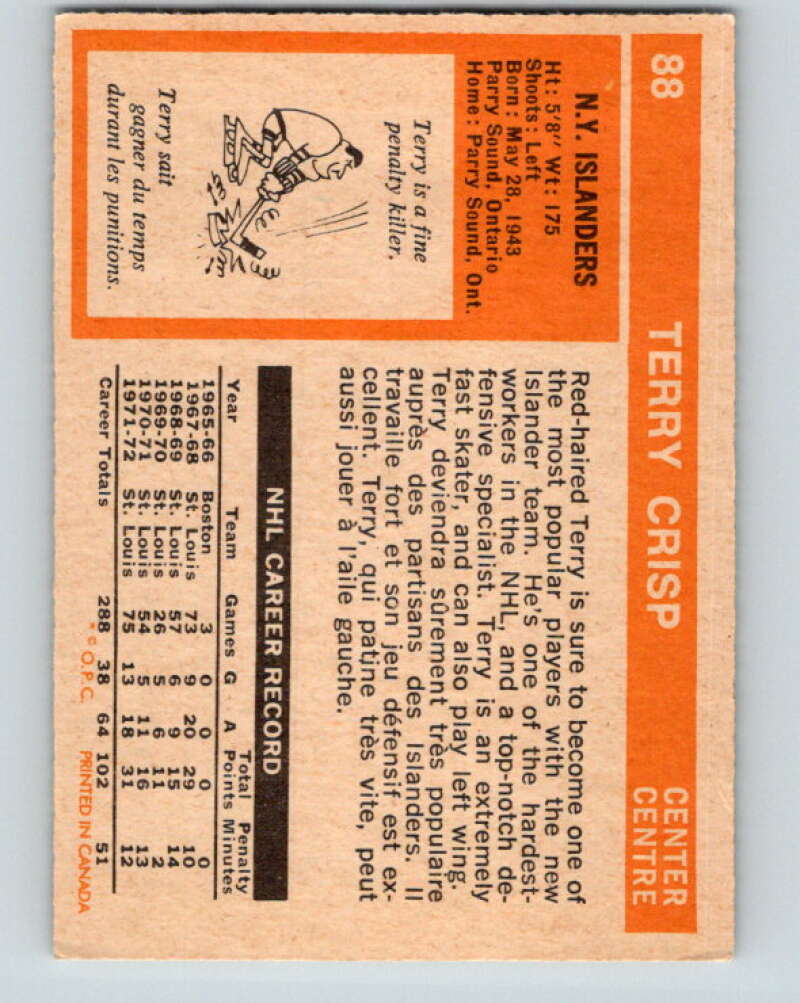 88
TERRY CRISP
CENTER
CENTRE
N.Y. ISLANDERS
Ht: 5'8" Wt: 175
Shoots: Left
Born: May 28, 1943
Parry Sound, Ontario
Home: Parry Sound, Ont.
Terry is a fine
penalty killer.
Terry sait
gagner du temps
durant les punitions.
Red-haired Terry is sure to become one of
the most popular players with the new
Islander team. He's one of the hardest-
workers in the NHL, and a top-notch de-
fensive specialist. Terry is an extremely
fast skater, and can also play left wing.
Terry deviendra sûrement très populaire
auprès des partisans des Islanders. Il
travaille fort et son jeu défensif est ex-
cellent. Terry, qui patine très vite, peut
aussi jouer à l'aile gauche.
NHL CAREER RECORD
Total Penalty
Year Team Games G A Points Minutes
1965-66 Boston 3 0 0 0 0
1967-68 St. Louis 73 9 20 29 10
1968-69 St. Louis 57 6 9 15 14
1969-70 St. Louis 26 5 6 11 2
1970-71 St. Louis 54 5 11 16 13
1971-72 St. Louis 75 13 18 31 12
Career Totals 288 38 64 102 51
* © O.P.C. PRINTED IN CANADA